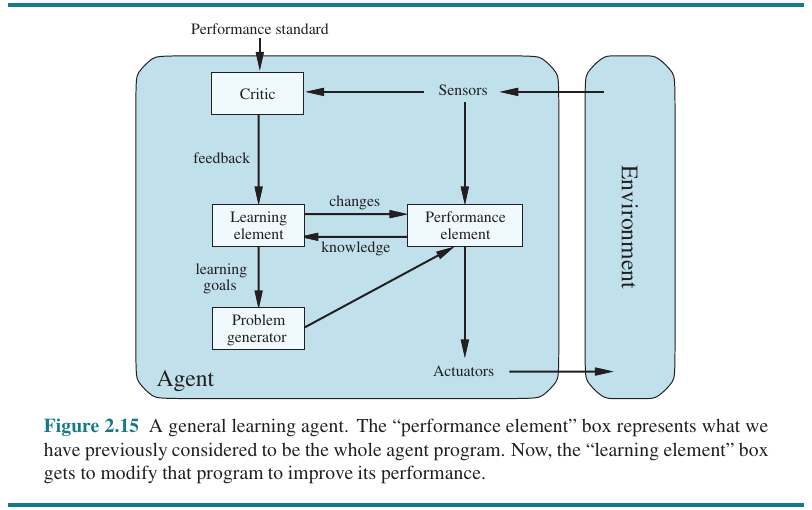 Performance standard
Critic
Sensors
feedback
changes
Learning
element
Performance
element
knowledge
learning
goals
Problem
generator
Actuators
Agent
Environment
Figure 2.15 A general learning agent. The “performance element” box represents what we
have previously considered to be the whole agent program. Now, the “learning element” box
gets to modify that program to improve its performance.